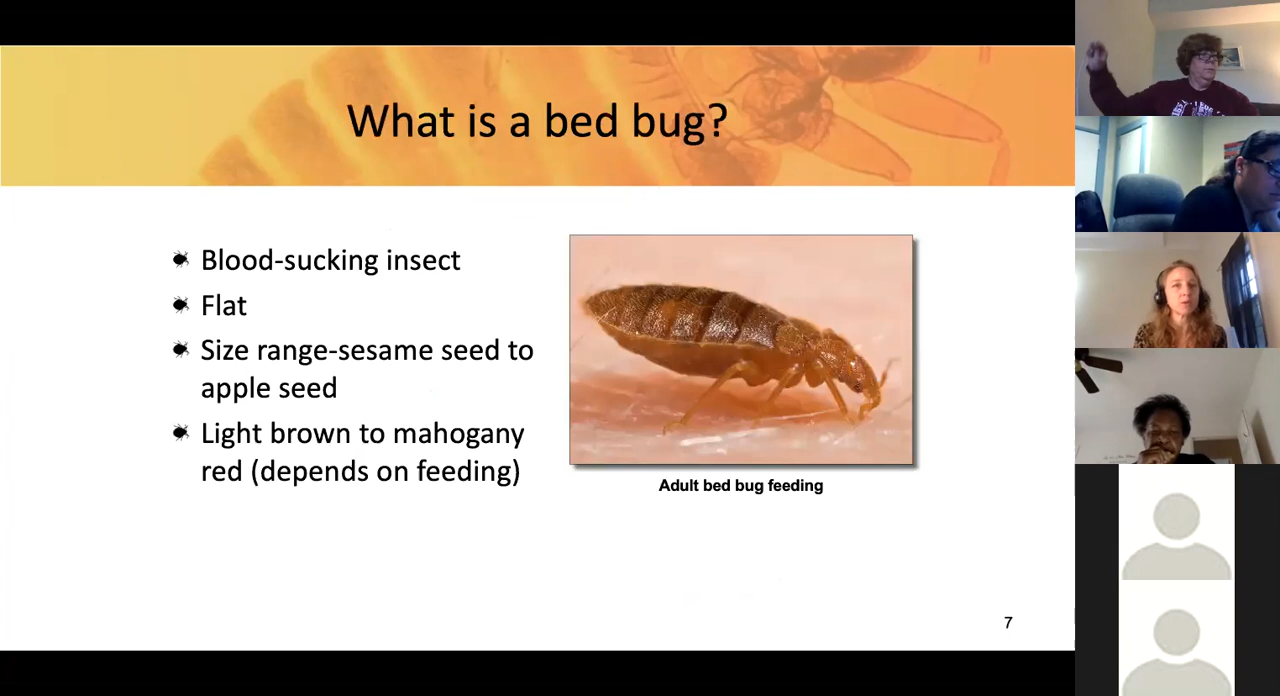 What is a bed bug?
Blood-sucking insect
Flat
Size range-sesame seed to
apple seed
Light brown to mahogany
red (depends on feeding)
Adult bed bug feeding
7